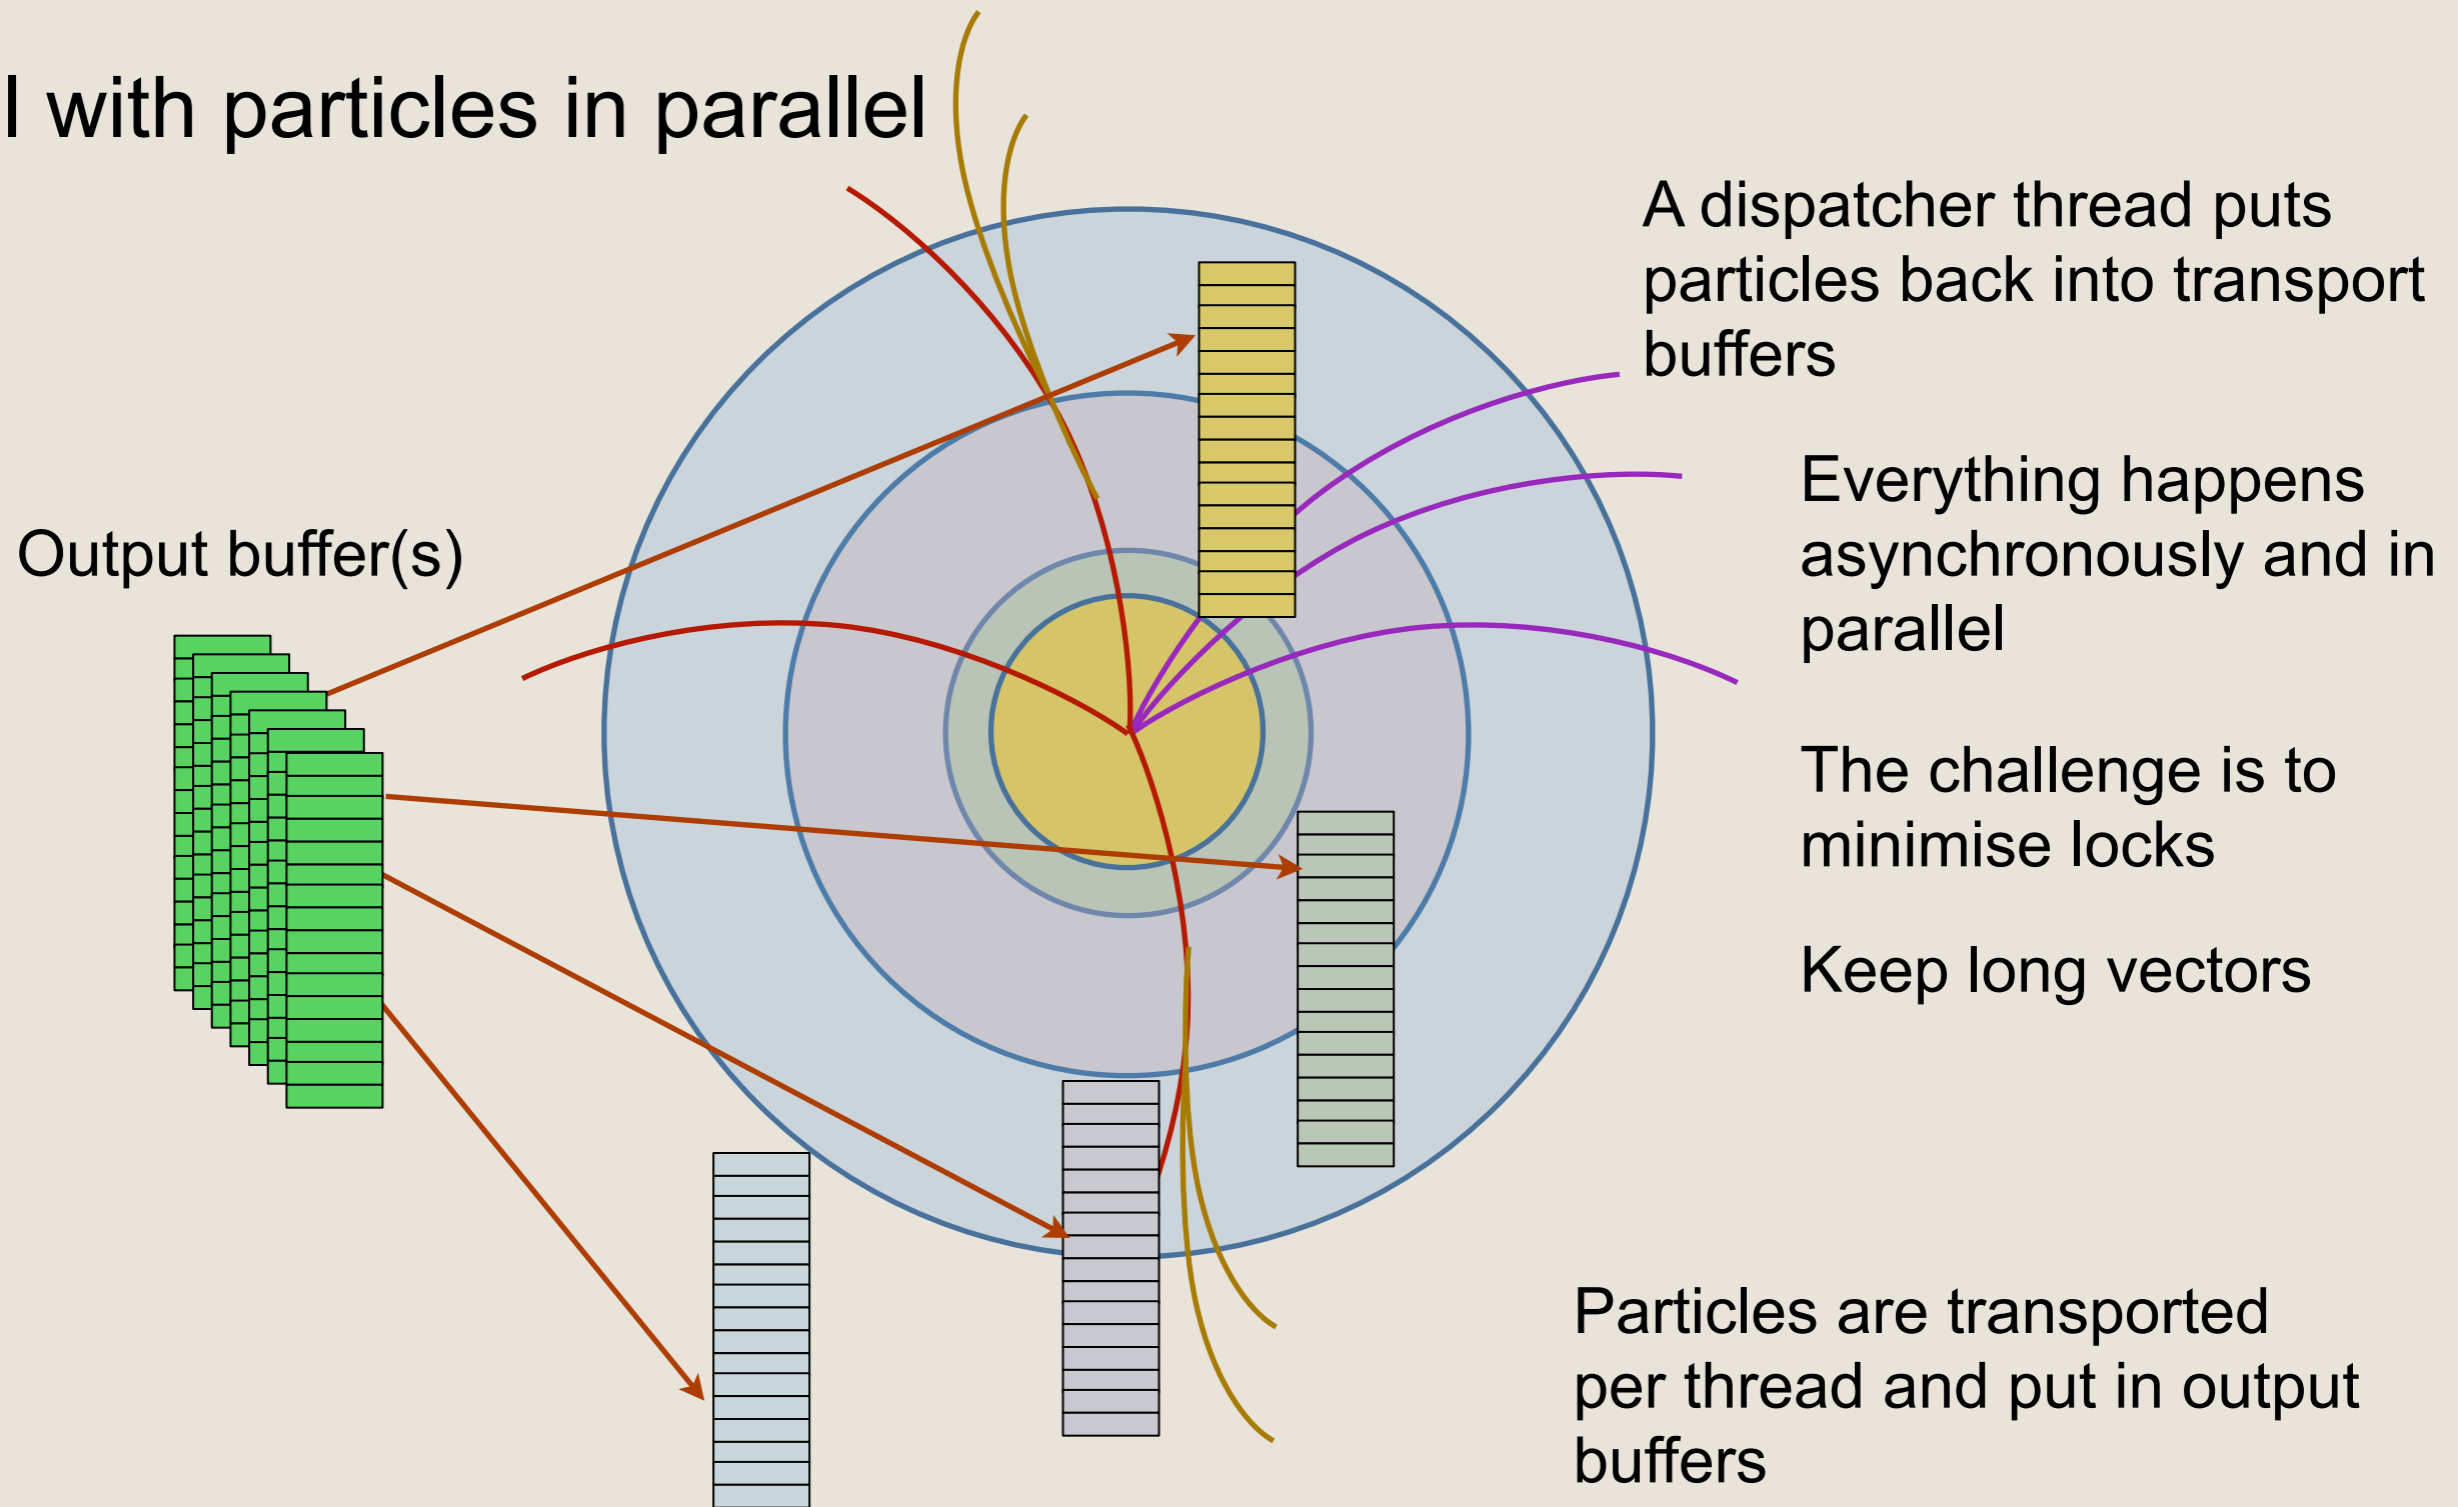 l with particles in parallel
A dispatcher thread puts
particles back into transport
buffers
Everything happens
asynchronously and in
parallel
Output buffer(s)
The challenge is to
minimise locks
Keep long vectors
Particles are transported
per thread and put in output
buffers